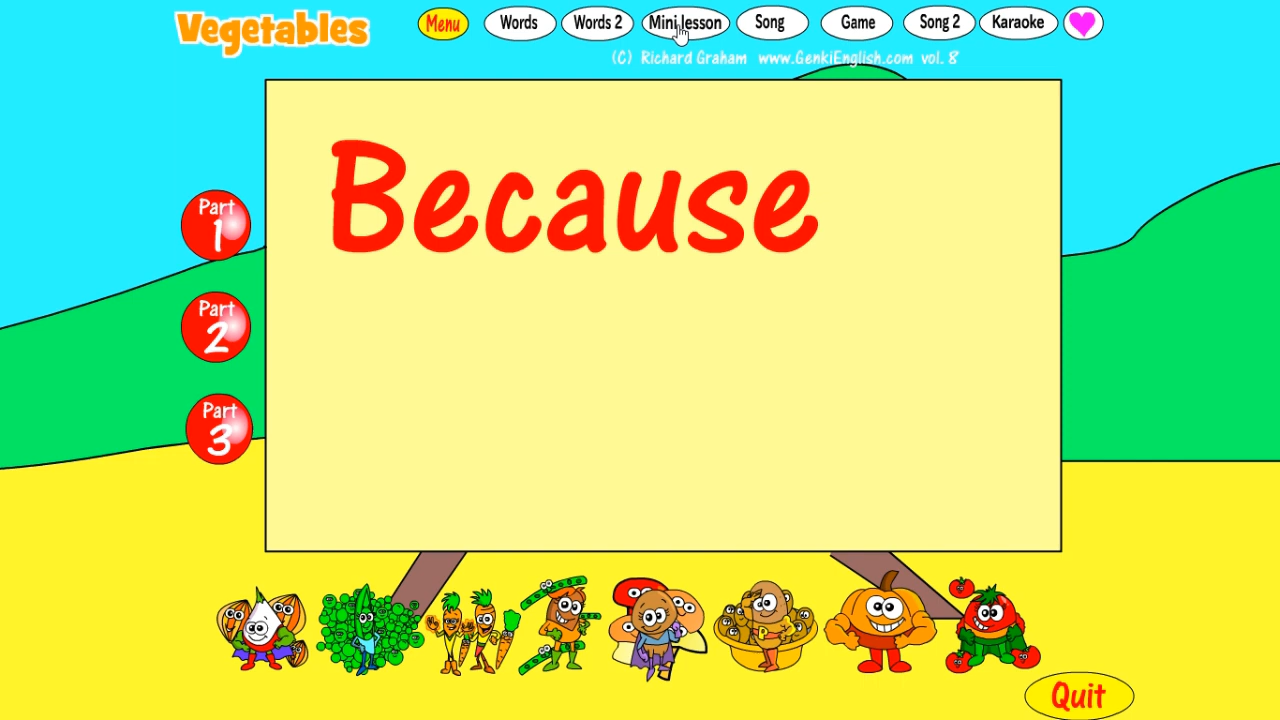 Vegetables
Menu
Words
Words 2
Mini lesson
Song
Game
Song 2
Karaoke
(C) Richard Graham www.GenkiEnglish.com vol. 8
Because
Part
1
Part
2
Part
3
P
Quit